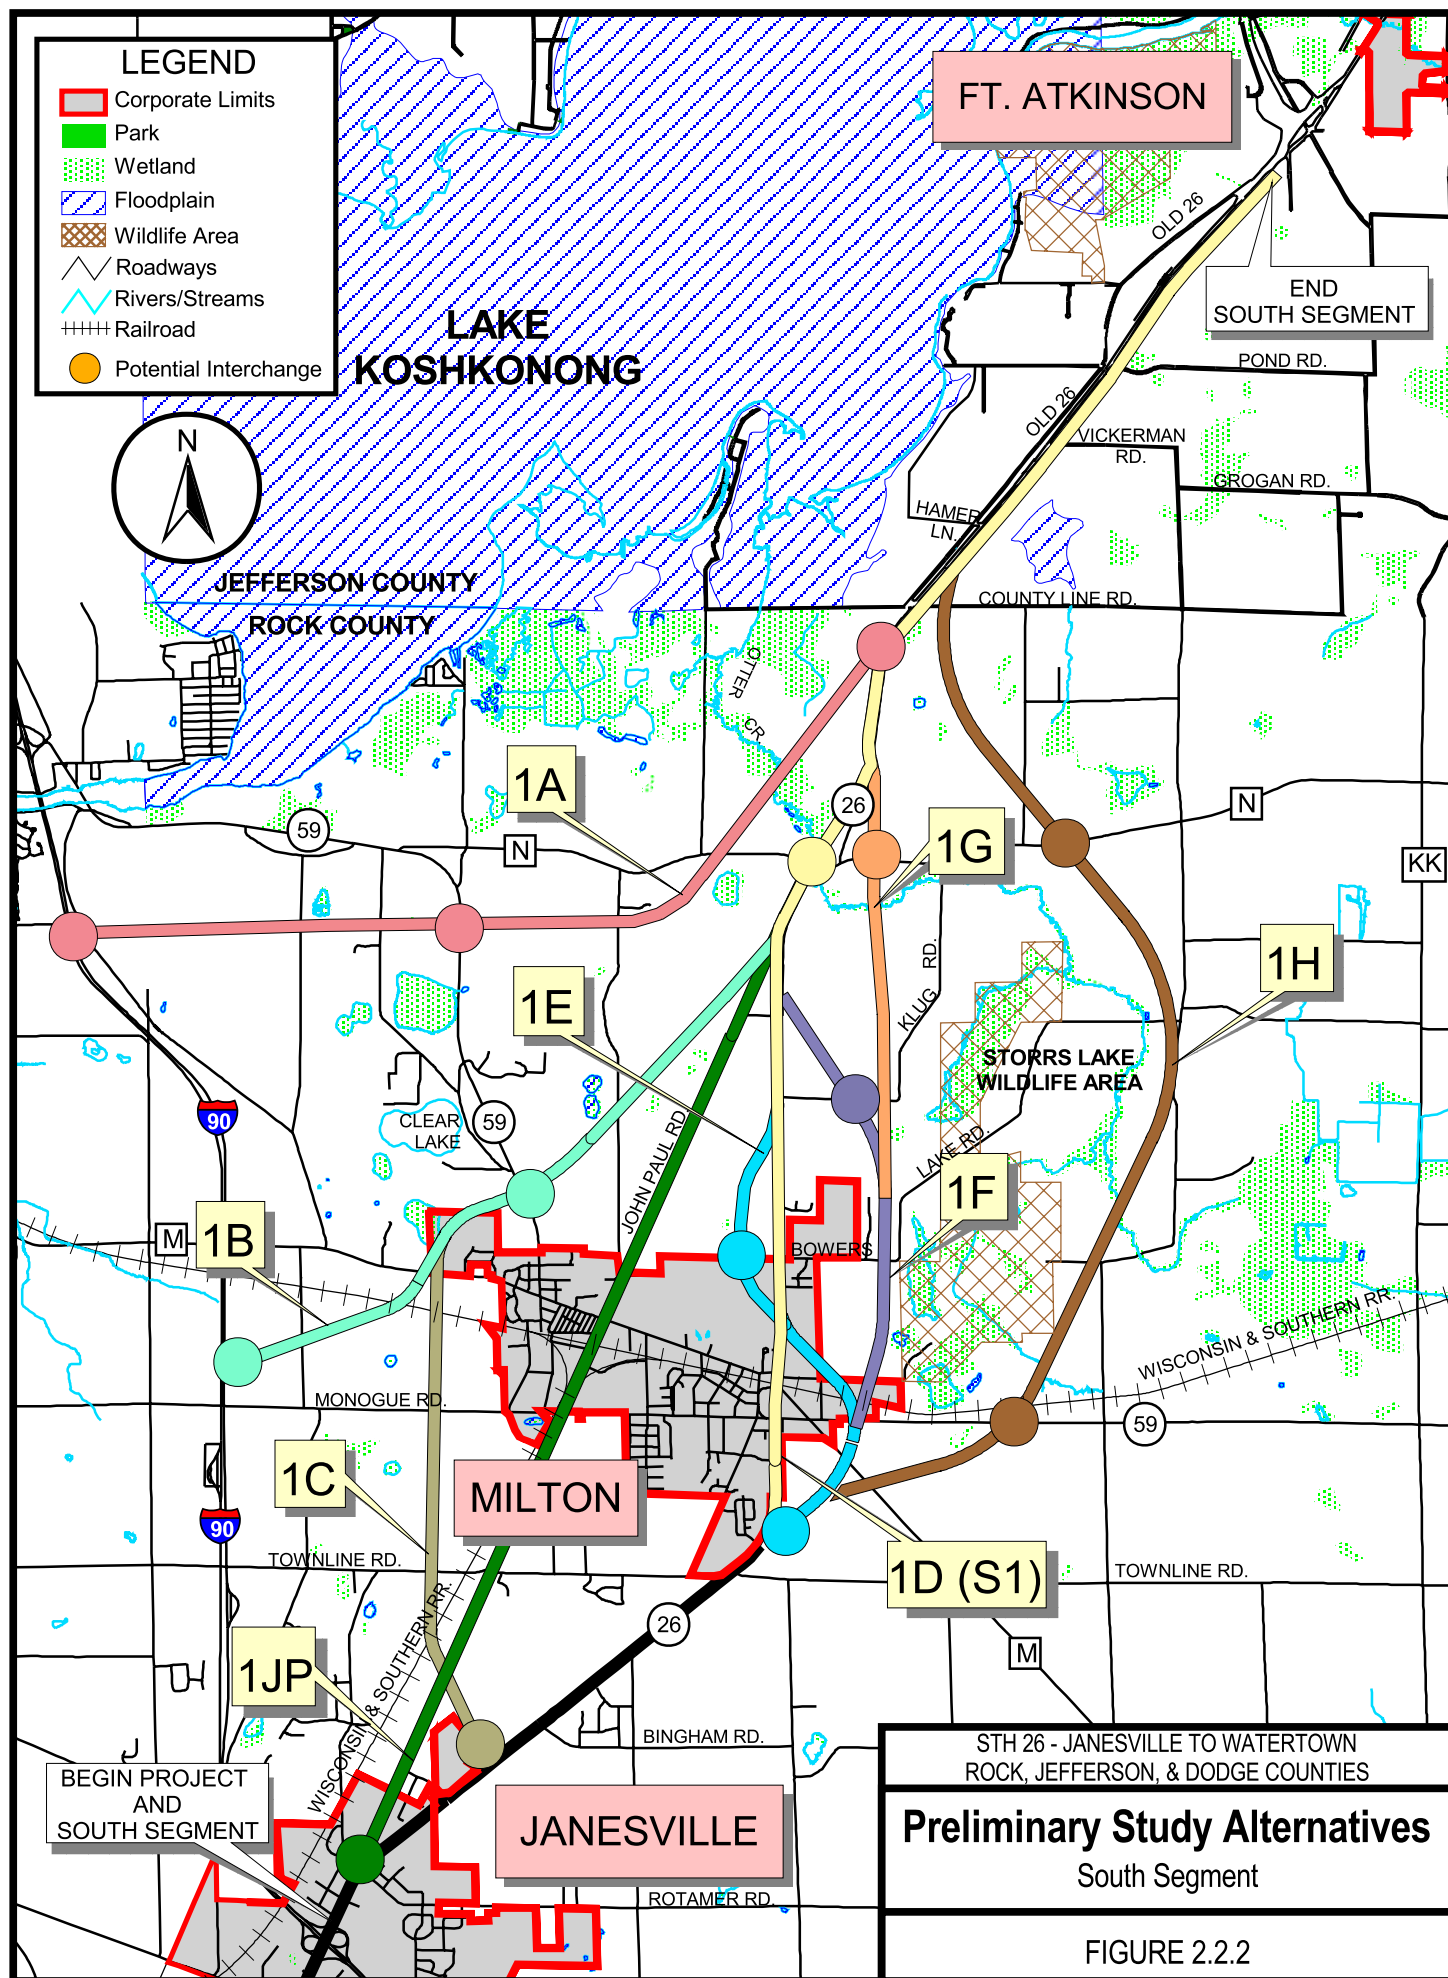 LEGEND
Corporate Limits
Park
Wetland
Floodplain
Wildlife Area
Roadways
Rivers/Streams
Railroad
Potential Interchange
N
FT. ATKINSON
OLD 26
END
SOUTH SEGMENT
LAKE
KOSHKONONG
POND RD.
OLD 26
VICKERMAN
RD.
GROGAN RD.
HAMER
LN.
JEFFERSON COUNTY
ROCK COUNTY
COUNTY LINE RD.
OTTER
CR
1A
26
59
N
1G
N
KK
1H
1E
KLUG RD.
STORRS LAKE
WILDLIFE AREA
90
CLEAR
LAKE
59
JOHN PAUL RD.
LAKE RD.
1F
1B
M
BOWERS
WISCONSIN & SOUTHERN RR.
MONOGUE RD.
59
1C
MILTON
90
TOWNLINE RD.
1D (S1)
TOWNLINE RD.
26
M
1JP
WISCONSIN & SOUTHERN RR.
BINGHAM RD.
BEGIN PROJECT
AND
SOUTH SEGMENT
JANESVILLE
ROTAMER RD.
STH 26 - JANESVILLE TO WATERTOWN
ROCK, JEFFERSON, & DODGE COUNTIES
Preliminary Study Alternatives
South Segment
FIGURE 2.2.2